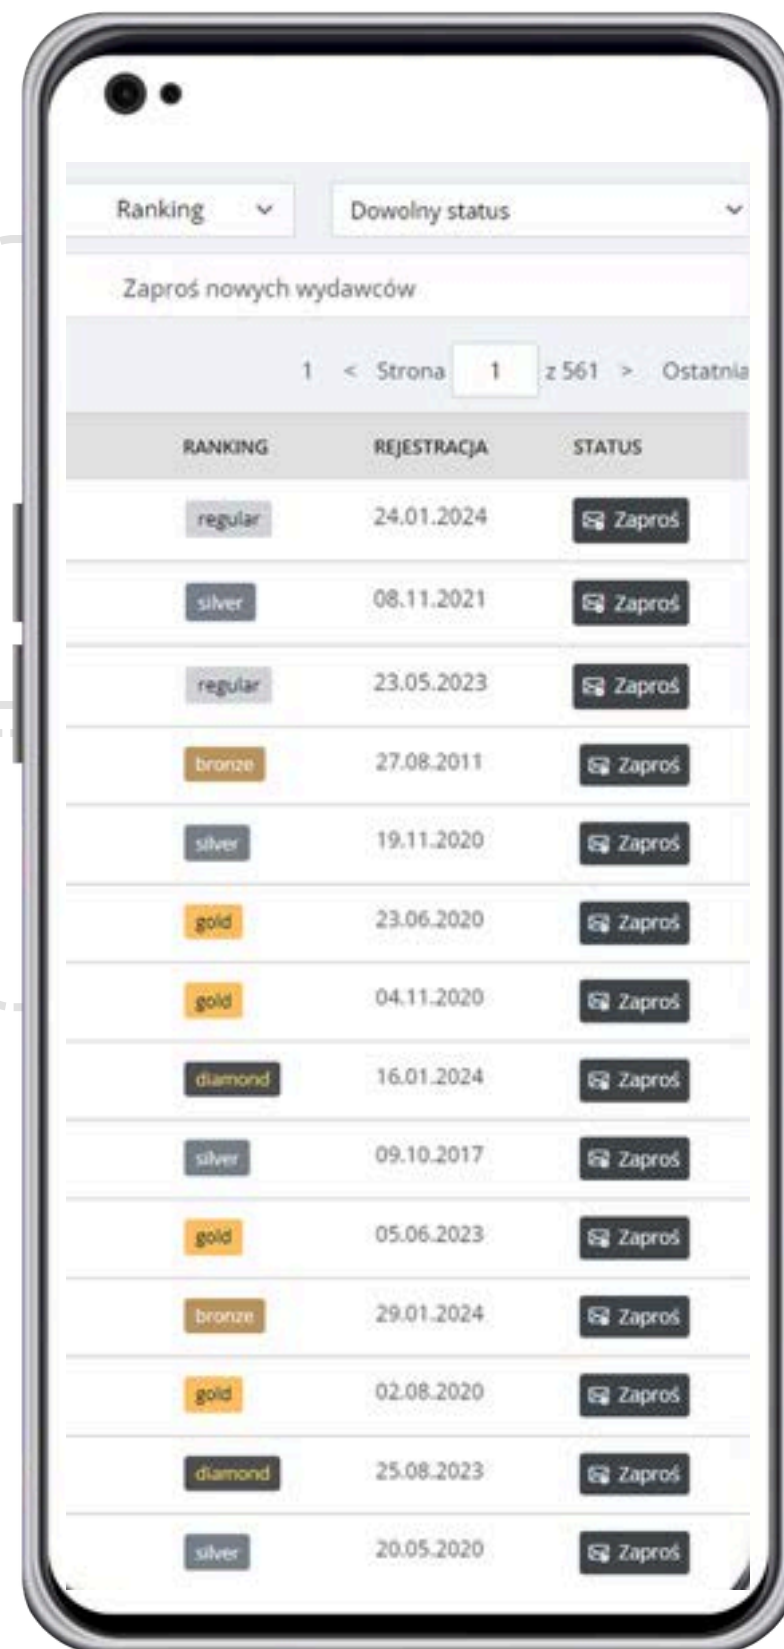 Ranking Dowolny status
Zaproś nowych wydawców
1 < Strona 1 z 561 > Ostatnia
RANKING REJESTRACJA STATUS
regular 24.01.2024 Zaproś
silver 08.11.2021 Zaproś
regular 23.05.2023 Zaproś
bronze 27.08.2011 Zaproś
silver 19.11.2020 Zaproś
gold 23.06.2020 Zaproś
gold 04.11.2020 Zaproś
diamond 16.01.2024 Zaproś
silver 09.10.2017 Zaproś
gold 05.06.2023 Zaproś
bronze 29.01.2024 Zaproś
gold 02.08.2020 Zaproś
diamond 25.08.2023 Zaproś
silver 20.05.2020 Zaproś